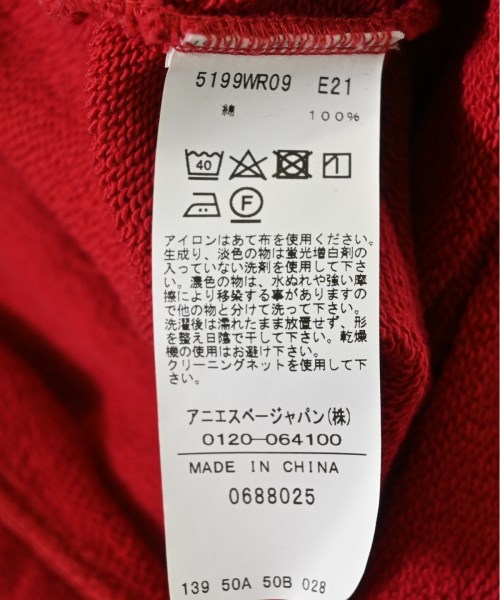 5199WR09 E21
綿 100%
40
F
アイロンはあて布を使用ください。
生成り、淡色の物は蛍光増白剤の
入っていない洗剤を使用して下さ
い。濃色の物は、水ぬれや強い摩
擦により移染する事がありますの
で他の物と分けて洗って下さい。
洗濯後は濡れたまま放置せず、形
を整え日陰で干して下さい。乾燥
機の使用はお避け下さい。
クリーニングネットを使用して下
さい。
アニエスベージャパン(株)
0120-064100
MADE IN CHINA
0688025
139 50A 50B 028